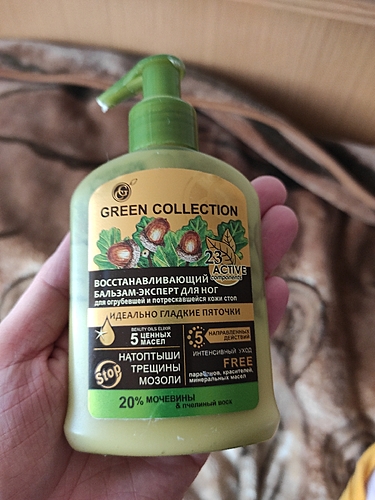 GREEN COLLECTION
23
ACTIVE
components
ВОССТАНАВЛИВАЮЩИЙ
БАЛЬЗАМ-ЭКСПЕРТ ДЛЯ НОГ
для огрубевшей и потрескавшейся кожи стоп
ИДЕАЛЬНО ГЛАДКИЕ ПЯТОЧКИ
BEAUTY OILS ELIXIR
5 ЦЕННЫХ
МАСЕЛ
5 НАПРАВЛЕННЫХ
ДЕЙСТВИЙ
Stop
НАТОПТЫШИ
ТРЕЩИНЫ
МОЗОЛИ
ИНТЕНСИВНЫЙ УХОД
FREE
парабенов, красителей,
минеральных масел
20% МОЧЕВИНЫ
& ПЧЕЛИНЫЙ ВОСК